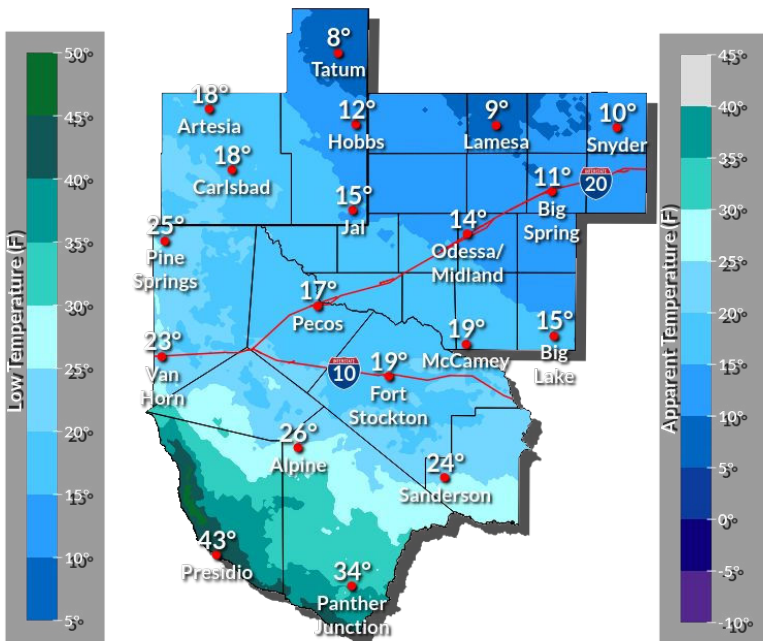 50°
45°
40°
35°
30°
25°
20°
15°
10°
5°
Low Temperature (F)
8°
Tatum
18°
Artesia
12°
Hobbs
9°
Lamesa
10°
Snyder
18°
Carlsbad
15°
Jal
11°
Big
Spring
20
25°
Pine
Springs
14°
Odessa/
Midland
17°
Pecos
23°
Van
Horn
10
19°
Fort
Stockton
19°
McCamey
15°
Big
Lake
26°
Alpine
24°
Sanderson
43°
Presidio
34°
Panther
Junction
45°
40°
35°
30°
25°
20°
15°
10°
5°
0°
-5°
-10°
Apparent Temperature (F)